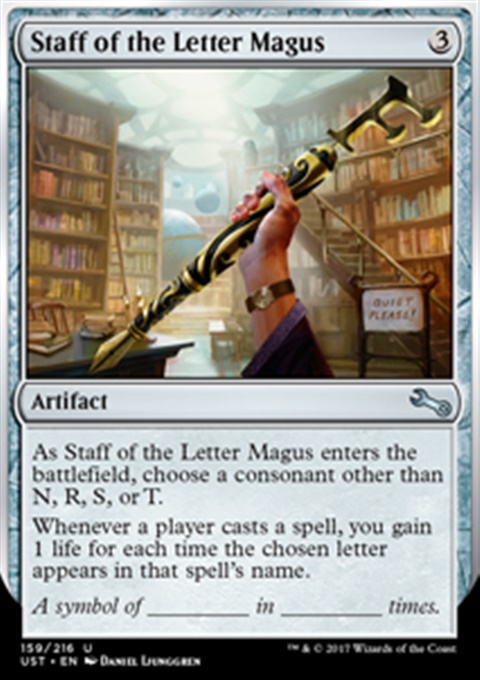 Staff of the Letter Magus 3
QUIET
PLEASE!
Artifact
As Staff of the Letter Magus enters the
battlefield, choose a consonant other than
N, R, S, or T.
Whenever a player casts a spell, you gain
1 life for each time the chosen letter
appears in that spell's name.
A symbol of _________ in _________ times.
159/216 U
UST • EN Daniel Ljunggren
™ & © 2017 Wizards of the Coast